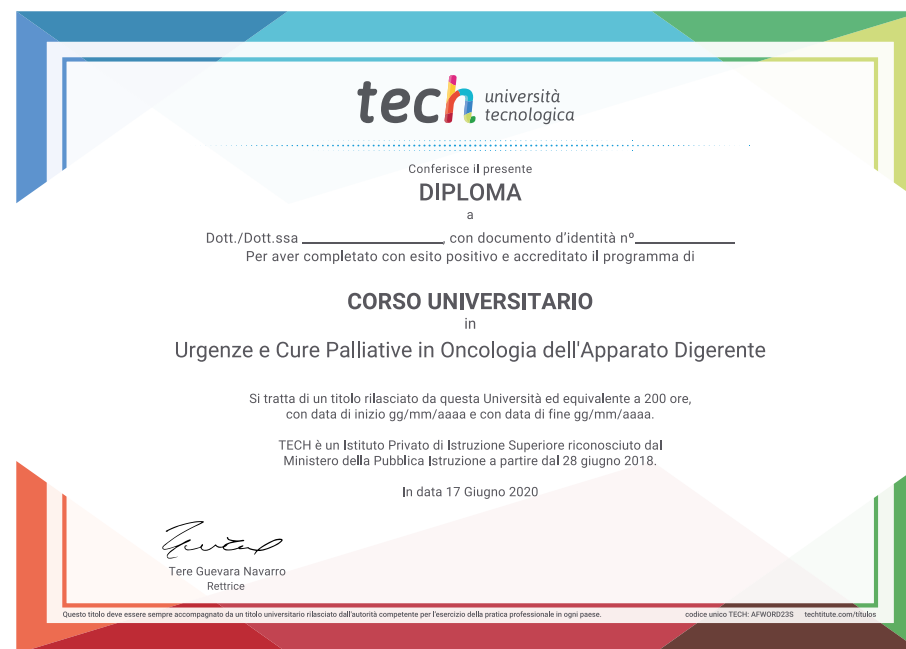 tech università
tecnologica
Conferisce il presente
DIPLOMA
a
Dott./Dott.ssa ____________________, con documento d'identità nº______________
Per aver completato con esito positivo e accreditato il programma di
CORSO UNIVERSITARIO
in
Urgenze e Cure Palliative in Oncologia dell'Apparato Digerente
Si tratta di un titolo rilasciato da questa Università ed equivalente a 200 ore,
con data di inizio gg/mm/aaaa e con data di fine gg/mm/aaaa.
TECH è un Istituto Privato di Istruzione Superiore riconosciuto dal
Ministero della Pubblica Istruzione a partire dal 28 giugno 2018.
In data 17 Giugno 2020
Tere Guevara Navarro
Rettrice
Questo titolo deve essere sempre accompagnato da un titolo universitario rilasciato dall'autorità competente per l'esercizio della pratica professionale in ogni paese. codice unico TECH: AFWORD23S techtitute.com/títulos